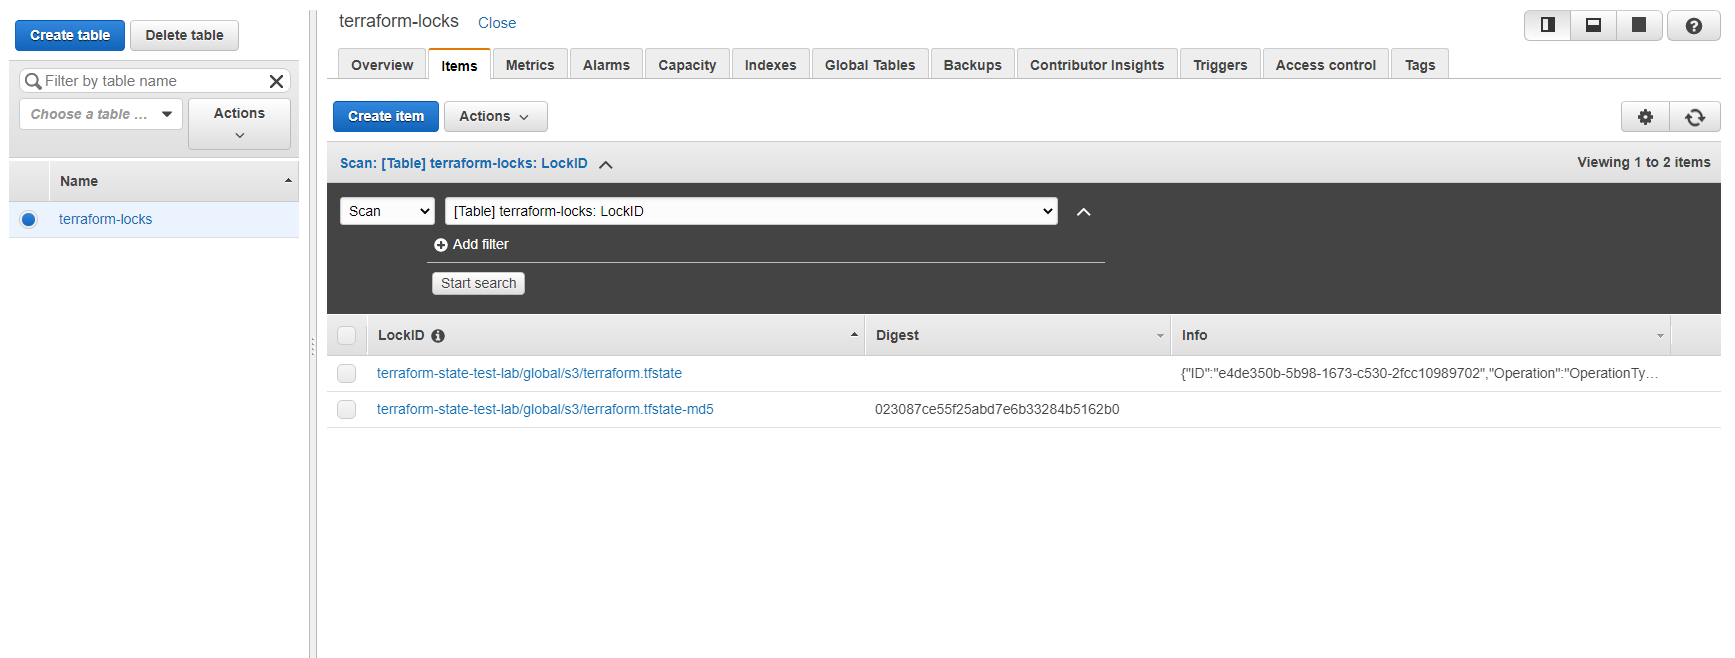 Create table
Delete table
Filter by table name
Choose a table ...
Actions
Name
terraform-locks
terraform-locks
Close
Overview
Items
Metrics
Alarms
Capacity
Indexes
Global Tables
Backups
Contributor Insights
Triggers
Access control
Tags
Create item
Actions
Scan: [Table] terraform-locks: LockID
Viewing 1 to 2 items
Scan
[Table] terraform-locks: LockID
Add filter
Start search
LockID
Digest
Info
terraform-state-test-lab/global/s3/terraform.tfstate
{"ID":"e4de350b-5b98-1673-c530-2fcc10989702","Operation":"OperationTy…
terraform-state-test-lab/global/s3/terraform.tfstate-md5
023087ce55f25abd7e6b33284b5162b0